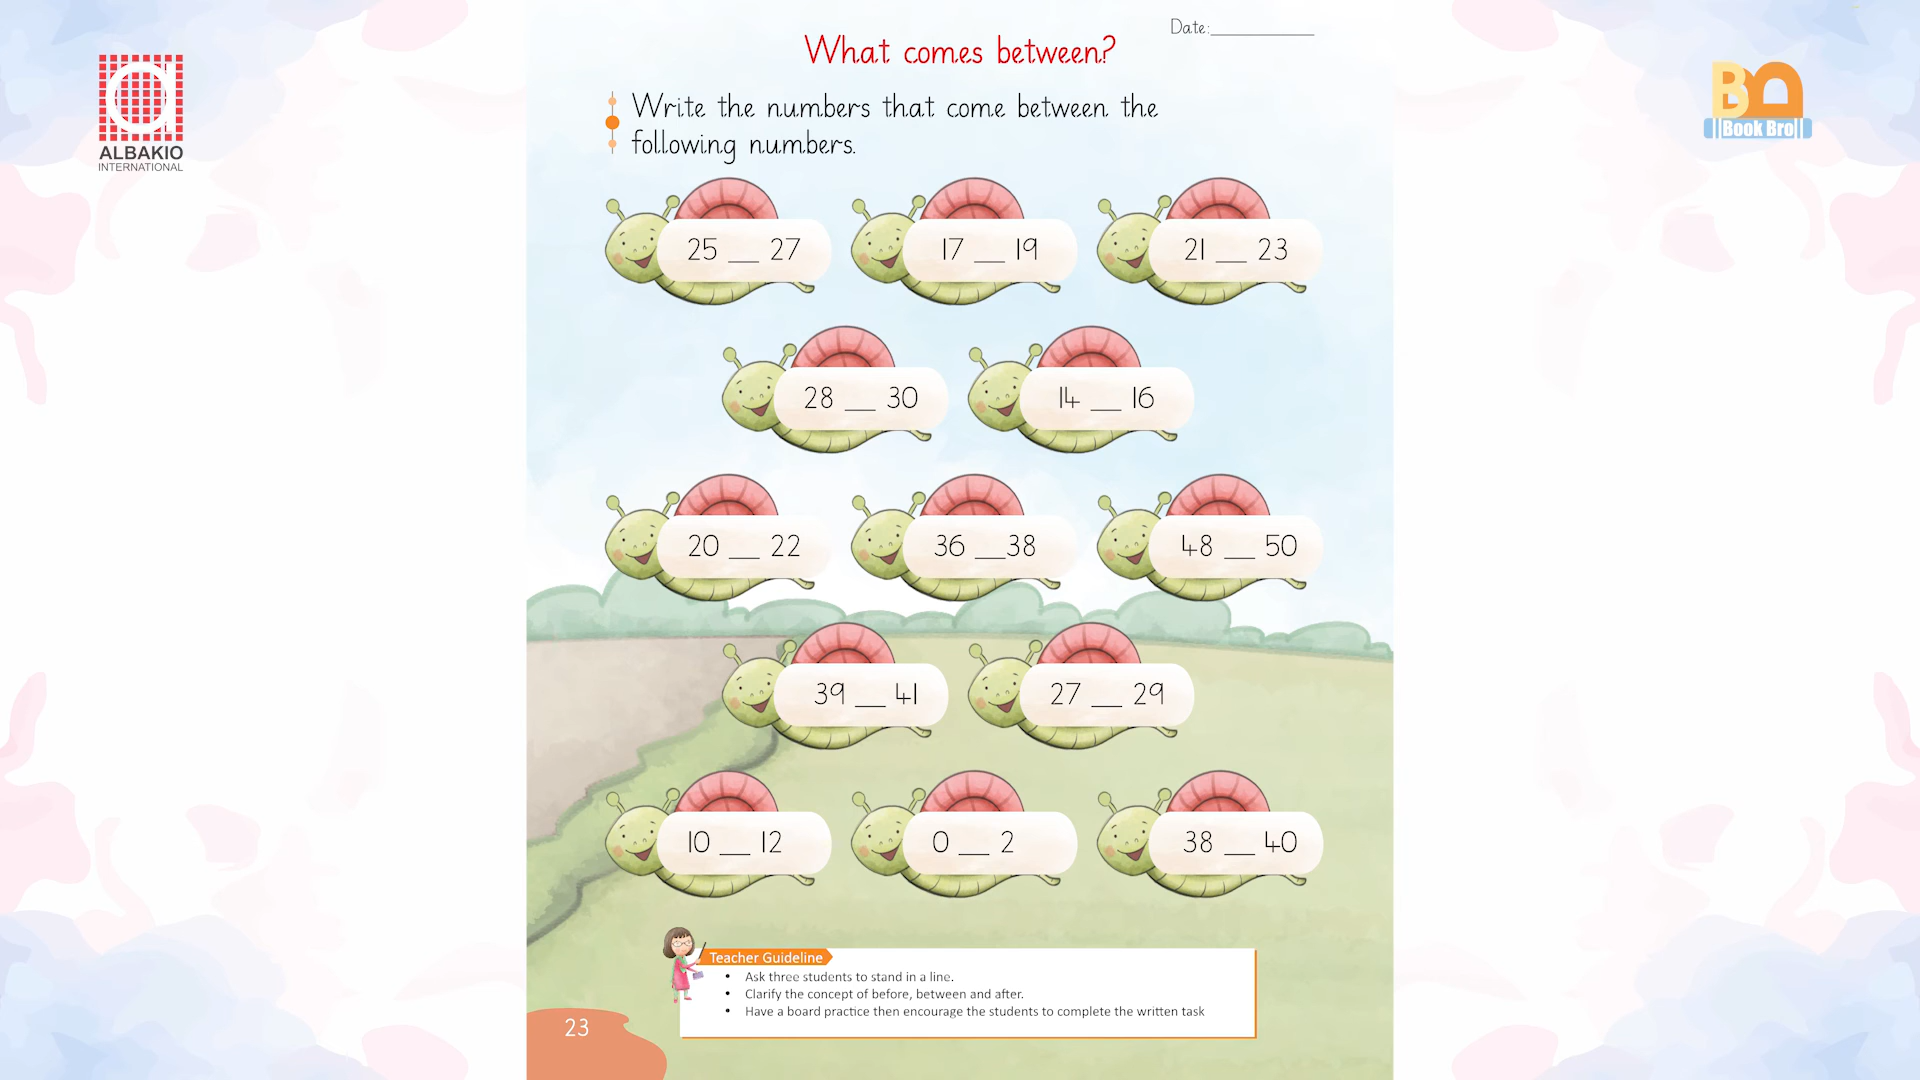 Date:____________
What comes between?
Write the numbers that come between the
following numbers.
25 __ 27
17 __ 19
21 __ 23
28 __ 30
14 __ 16
20 __ 22
36 __38
48 __ 50
39 __ 41
27 __ 29
10 __ 12
0 __ 2
38 __ 40
Teacher Guideline
• Ask three students to stand in a line.
• Clarify the concept of before, between and after.
• Have a board practice then encourage the students to complete the written task
23
ALBAKIO
INTERNATIONAL
Book Bro